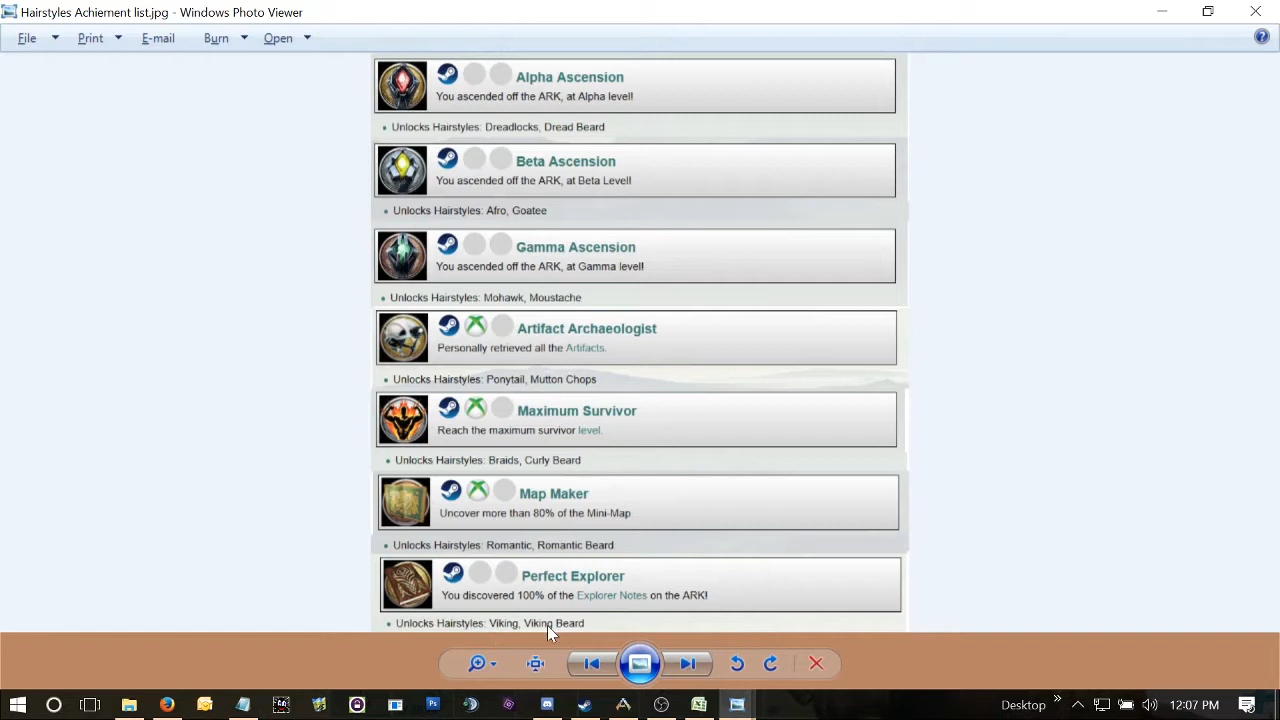 Hairstyles Achiement list.jpg - Windows Photo Viewer
File Print E-mail Burn Open
Alpha Ascension
You ascended off the ARK, at Alpha level!
Unlocks Hairstyles: Dreadlocks, Dread Beard
Beta Ascension
You ascended off the ARK, at Beta Level!
Unlocks Hairstyles: Afro, Goatee
Gamma Ascension
You ascended off the ARK, at Gamma level!
Unlocks Hairstyles: Mohawk, Moustache
Artifact Archaeologist
Personally retrieved all the Artifacts.
Unlocks Hairstyles: Ponytail, Mutton Chops
Maximum Survivor
Reach the maximum survivor level.
Unlocks Hairstyles: Braids, Curly Beard
Map Maker
Uncover more than 80% of the Mini-Map
Unlocks Hairstyles: Romantic, Romantic Beard
Perfect Explorer
You discovered 100% of the Explorer Notes on the ARK!
Unlocks Hairstyles: Viking, Viking Beard
Desktop 12:07 PM